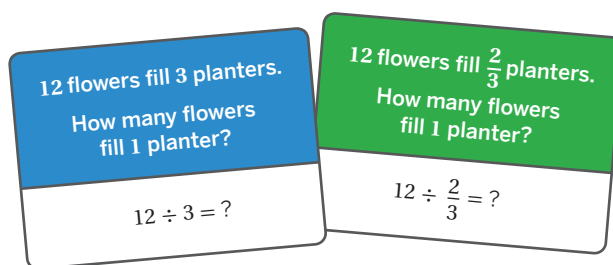 12 flowers fill 3 planters.
How many flowers
fill 1 planter?
12 ÷ 3 = ?
12 flowers fill 2/3 planters.
How many flowers
fill 1 planter?
12 ÷ 2/3 = ?